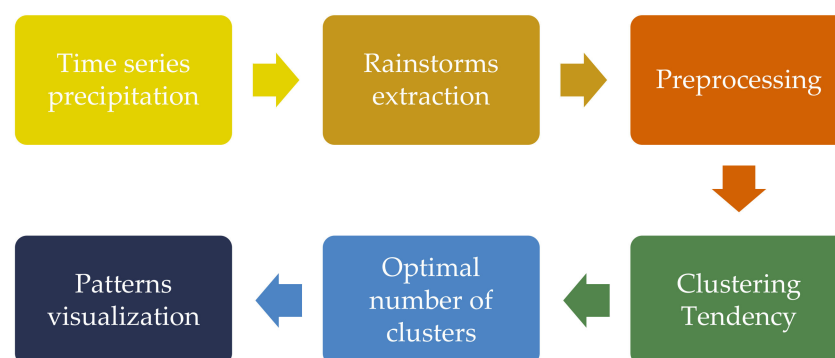 Time series
precipitation
Rainstorms
extraction
Preprocessing
Clustering
Tendency
Optimal
number of
clusters
Patterns
visualization